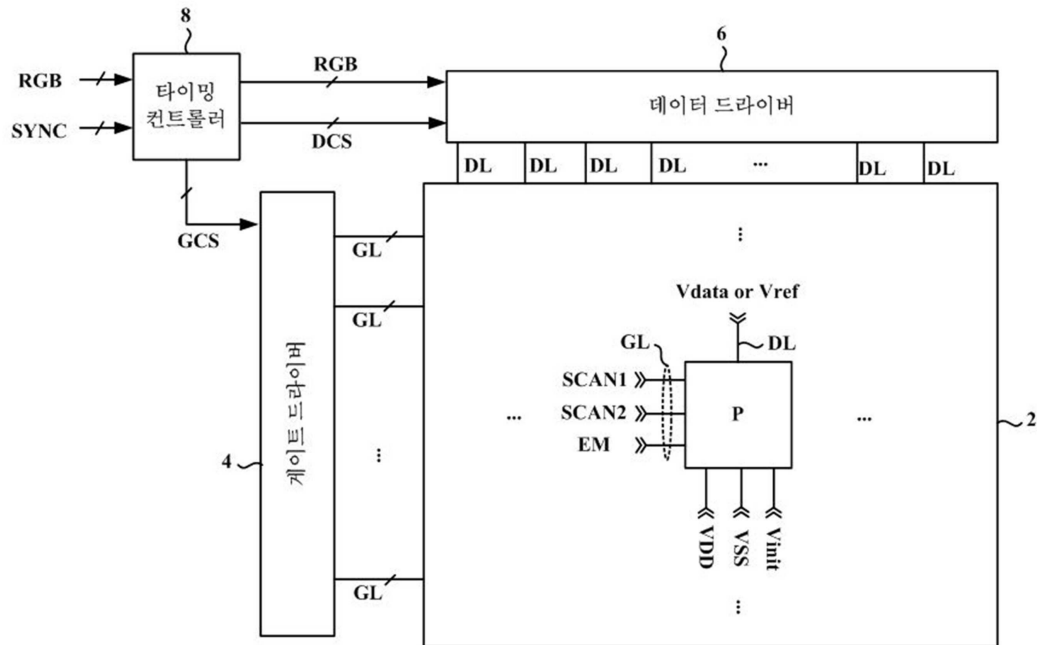 8
6
RGB
SYNC
타이밍
컨트롤러
RGB
DCS
데이터 드라이버
DL DL DL DL ... DL DL
GCS
GL
GL
...
GL
게이트 드라이버
4
...
Vdata or Vref
DL
GL
SCAN1
SCAN2
EM
P
...
...
2
VDD
VSS
Vinit
...